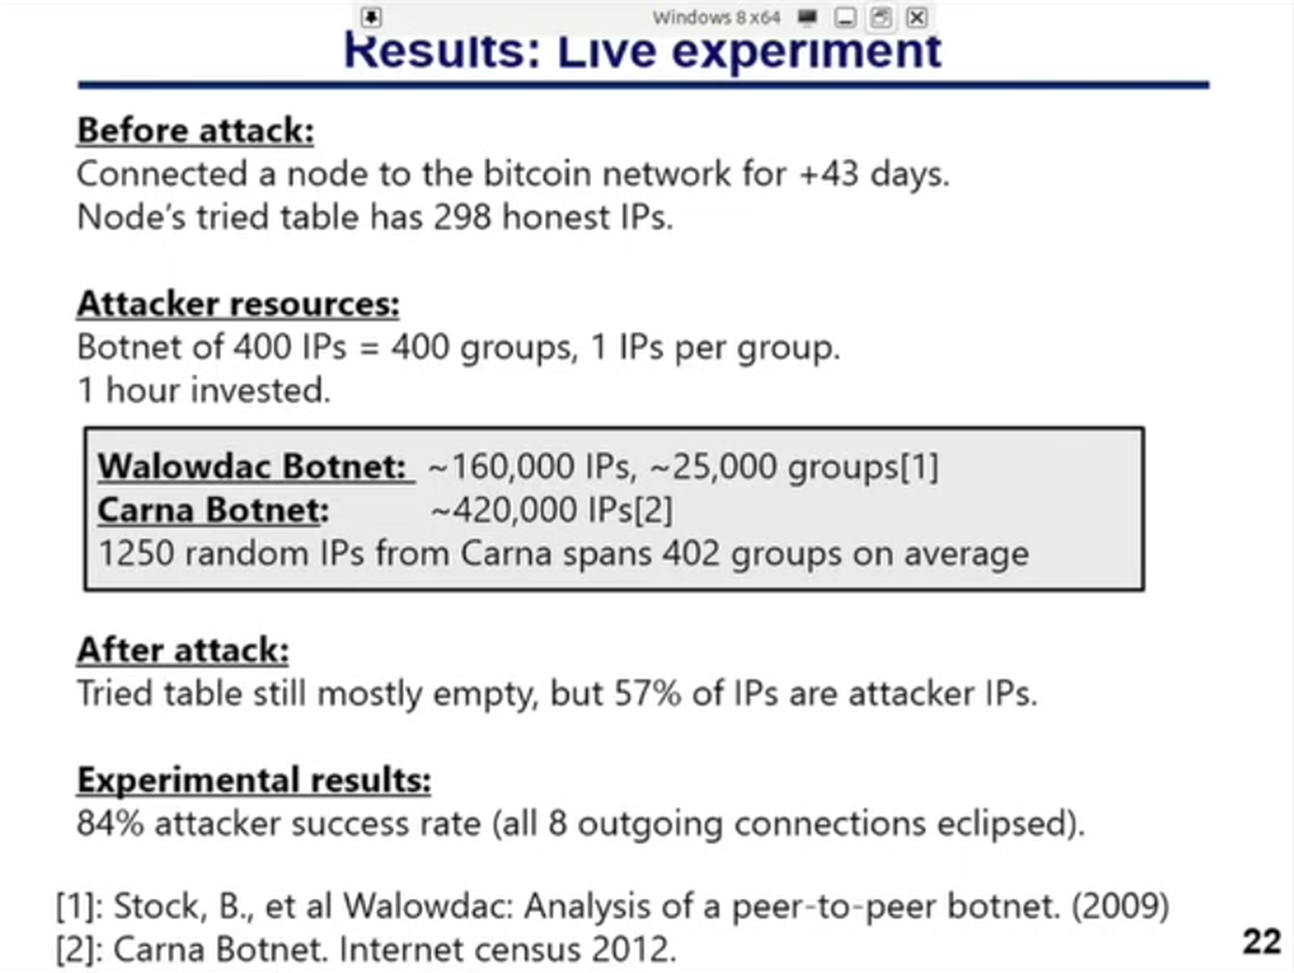 Windows 8 x64
Results: Live experiment
Before attack:
Connected a node to the bitcoin network for +43 days.
Node's tried table has 298 honest IPs.
Attacker resources:
Botnet of 400 IPs = 400 groups, 1 IPs per group.
1 hour invested.
Walowdac Botnet: ~160,000 IPs, ~25,000 groups[1]
Carna Botnet: ~420,000 IPs[2]
1250 random IPs from Carna spans 402 groups on average
After attack:
Tried table still mostly empty, but 57% of IPs are attacker IPs.
Experimental results:
84% attacker success rate (all 8 outgoing connections eclipsed).
[1]: Stock, B., et al Walowdac: Analysis of a peer-to-peer botnet. (2009)
[2]: Carna Botnet. Internet census 2012.
22